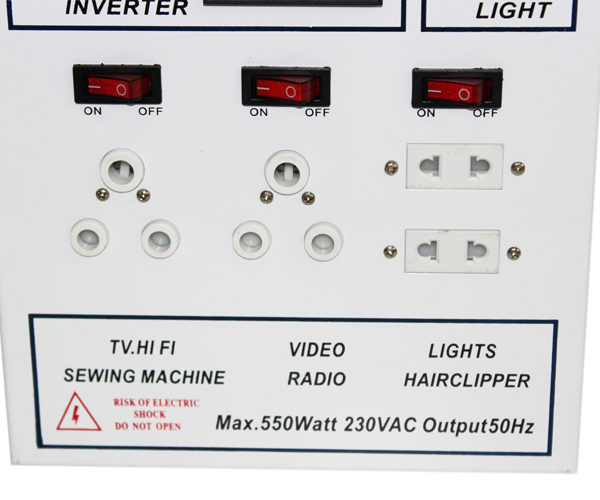 INVERTER
LIGHT
ON OFF
ON OFF
ON OFF
TV.HI FI VIDEO LIGHTS
SEWING MACHINE RADIO HAIRCLIPPER
RISK OF ELECTRIC
SHOCK
DO NOT OPEN
Max.550Watt 230VAC Output50Hz